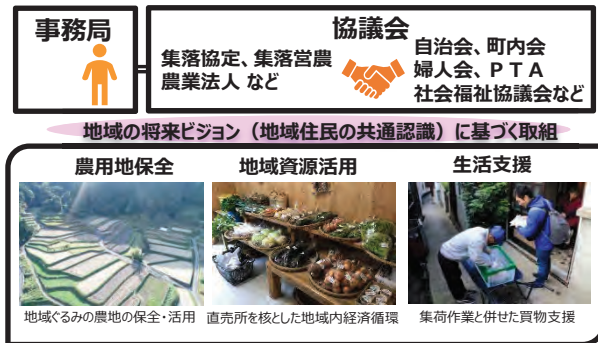 事務局
協議会
集落協定、集落営農
農業法人 など
自治会、町内会
婦人会、ＰＴＡ
社会福祉協議会など
地域の将来ビジョン（地域住民の共通認識）に基づく取組
農用地保全
地域資源活用
生活支援
地域ぐるみの農地の保全・活用
直売所を核とした地域内経済循環
集荷作業と併せた買物支援